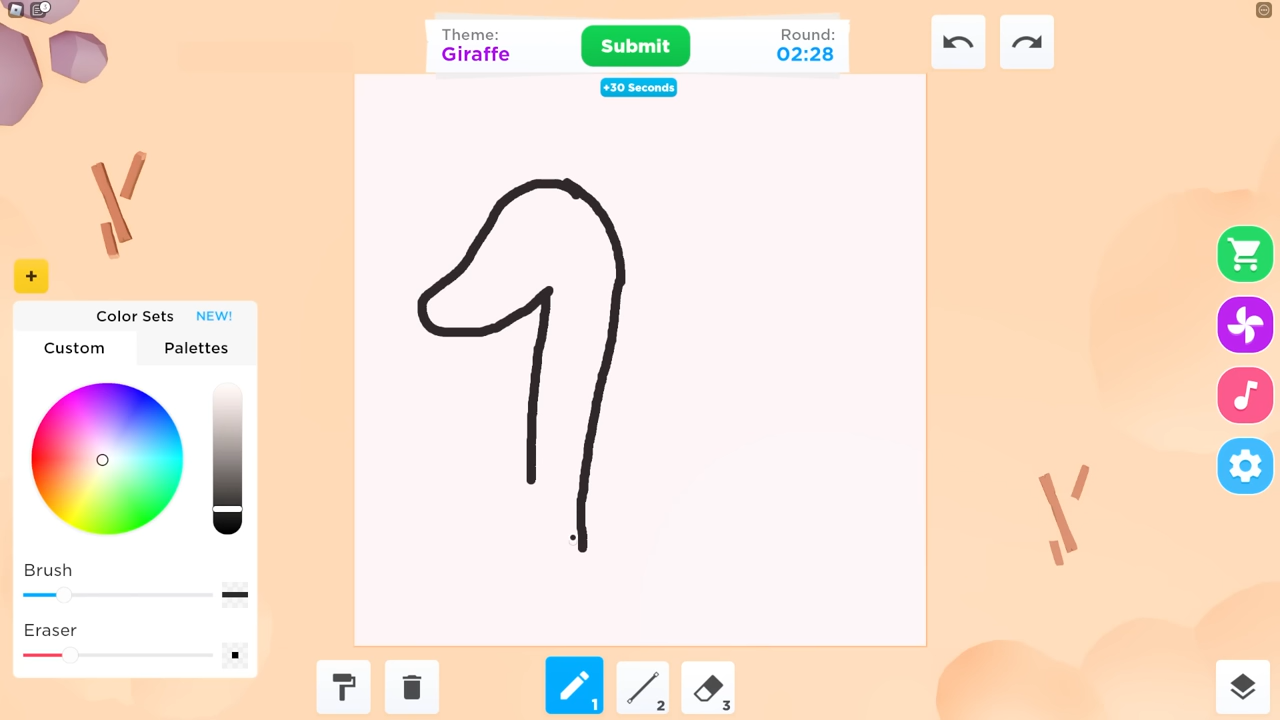 Theme:
Giraffe
Submit
Round:
02:28
+30 Seconds
+
Color Sets NEW!
Custom
Palettes
Brush
Eraser
1
2
3